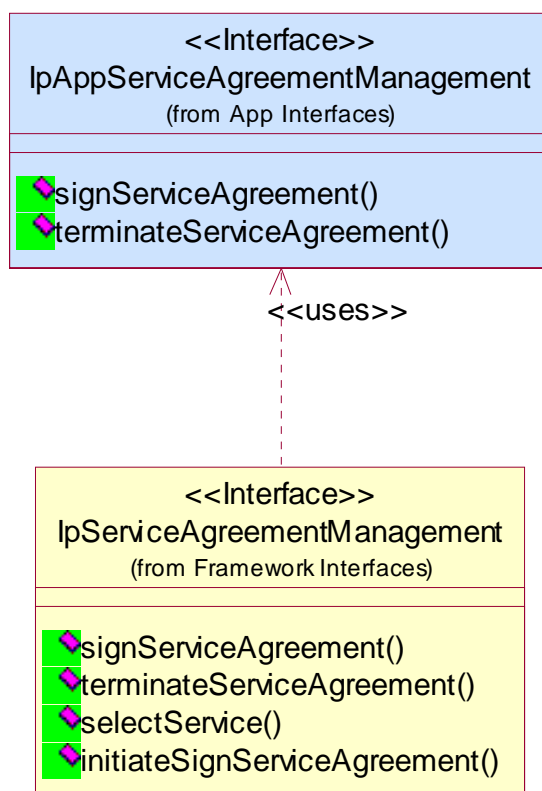 <<Interface>>
IpAppServiceAgreementManagement
(from App Interfaces)
signServiceAgreement()
terminateServiceAgreement()
<<uses>>
<<Interface>>
IpServiceAgreementManagement
(from Framework Interfaces)
signServiceAgreement()
terminateServiceAgreement()
selectService()
initiateSignServiceAgreement()